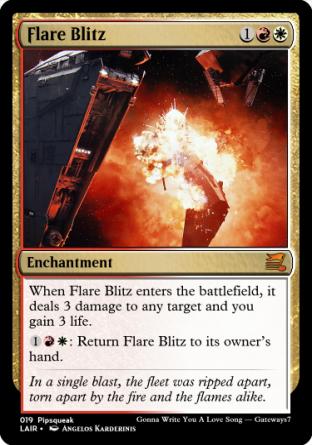 Flare Blitz 1
Enchantment
When Flare Blitz enters the battlefield, it
deals 3 damage to any target and you
gain 3 life.
1 : Return Flare Blitz to its owner's
hand.
In a single blast, the fleet was ripped apart,
torn apart by the fire and the flames alike.
019 Pipsqueak Gonna Write You A Love Song — Gateways7
LAIR • Angelos Karderinis